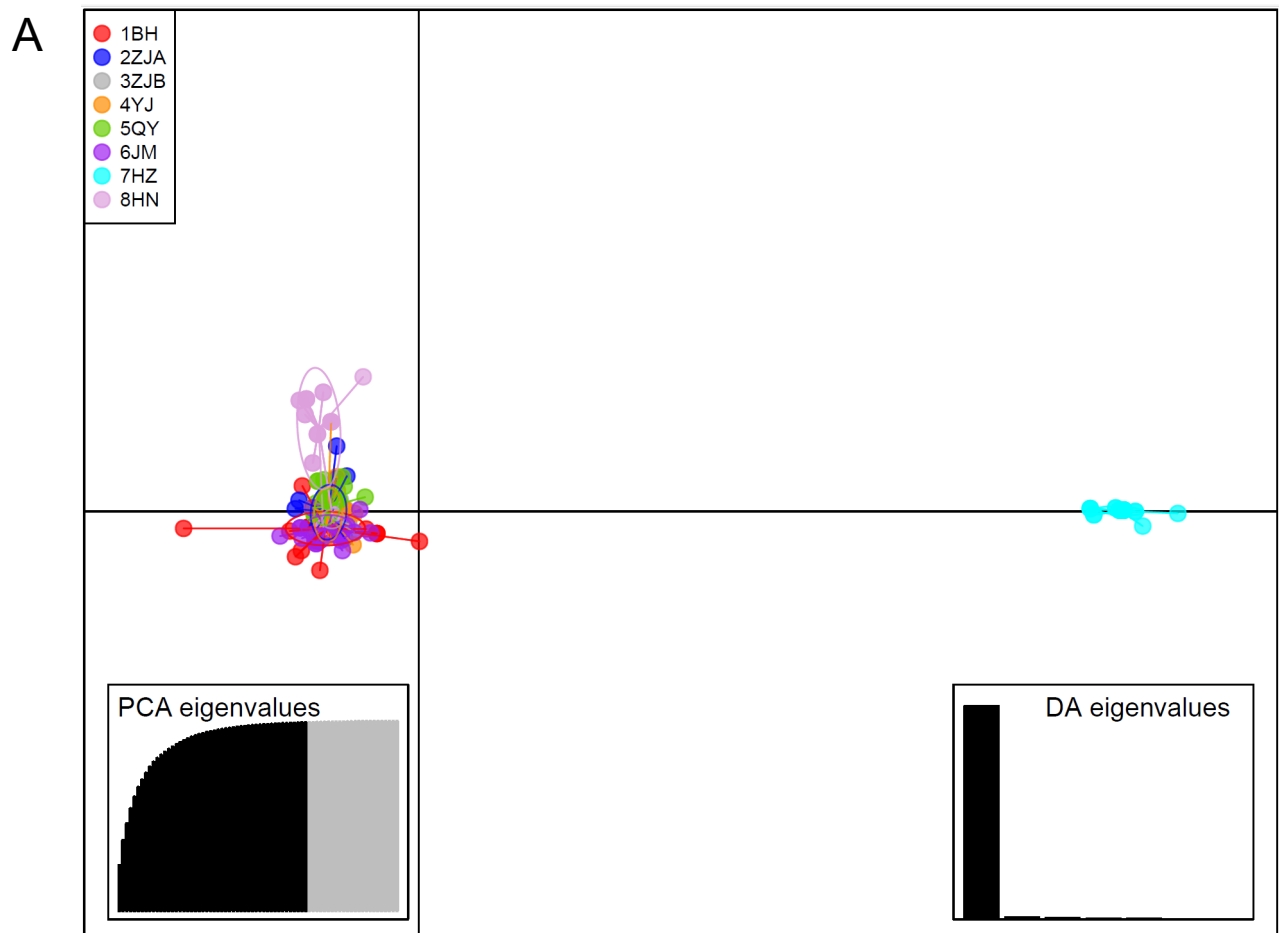 A
1BH
2ZJA
3ZJB
4YJ
5QY
6JM
7HZ
8HN
PCA eigenvalues
DA eigenvalues